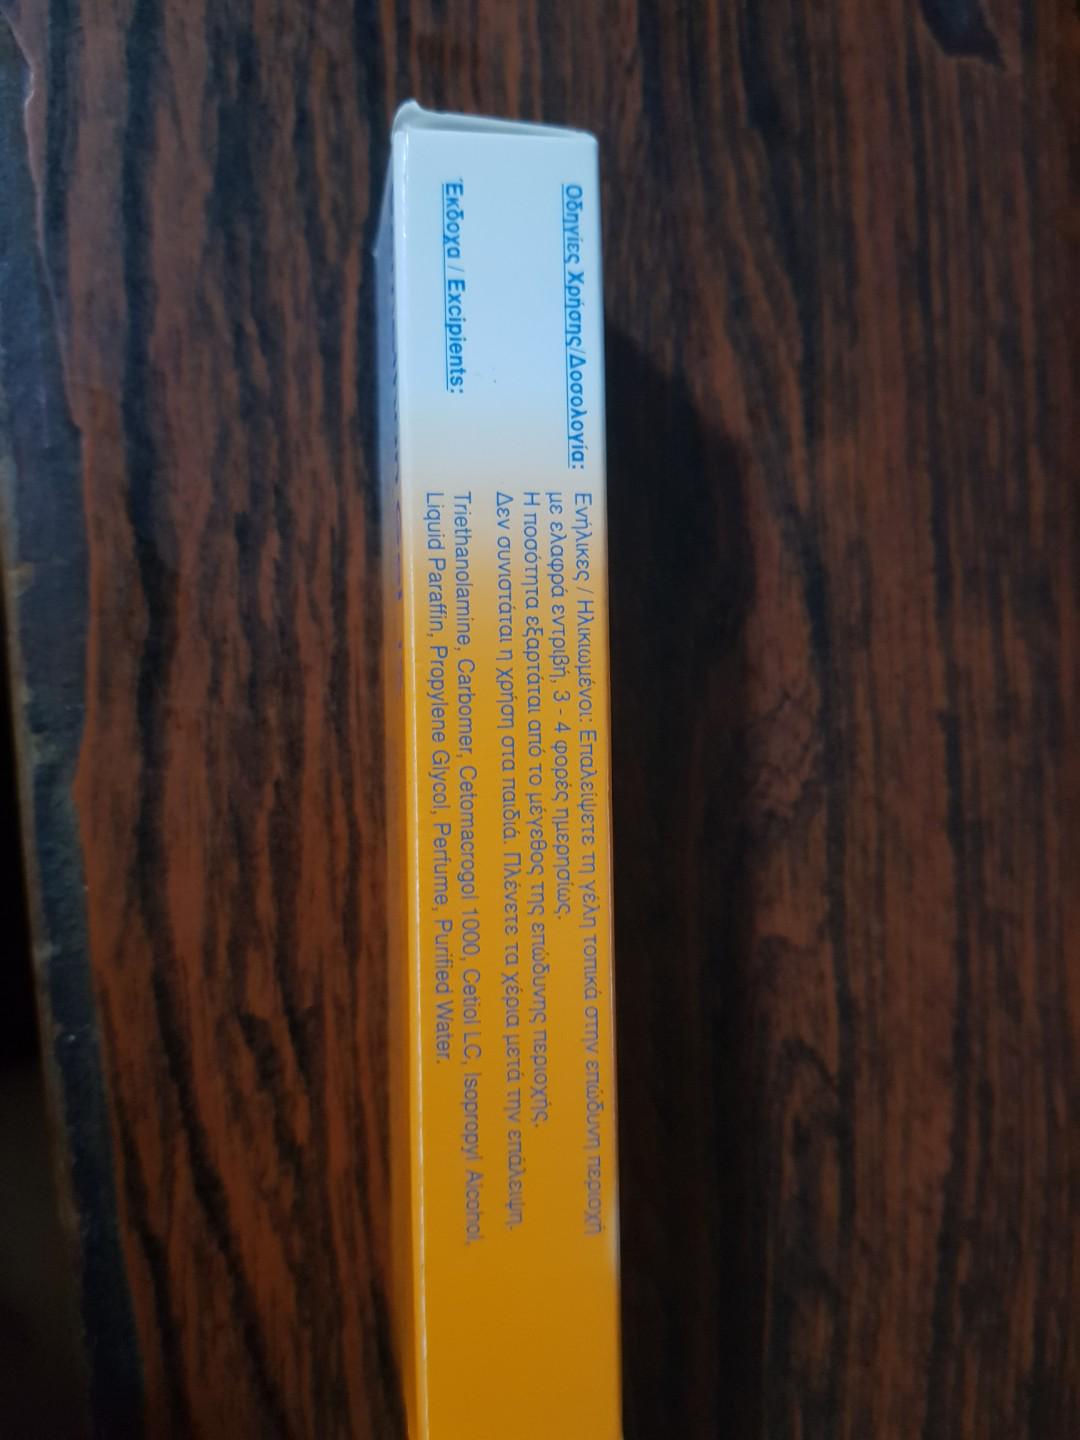 Οδηγίες Χρήσης/Δοσολογία: Ενήλικες / Ηλικιωμένοι: Επαλείψετε τη γέλη τοπικά στην επώδυνη περιοχή
με ελαφρά εντριβή, 3 - 4 φορές ημερησίως.
Η ποσότητα εξαρτάται από το μέγεθος της επώδυνης περιοχής.
Δεν συνιστάται η χρήση στα παιδιά. Πλένετε τα χέρια μετά την επάλειψη.
Έκδοχα / Excipients: Triethanolamine, Carbomer, Cetomacrogol 1000, Cetiol LC, Isopropyl Alcohol,
Liquid Paraffin, Propylene Glycol, Perfume, Purified Water.